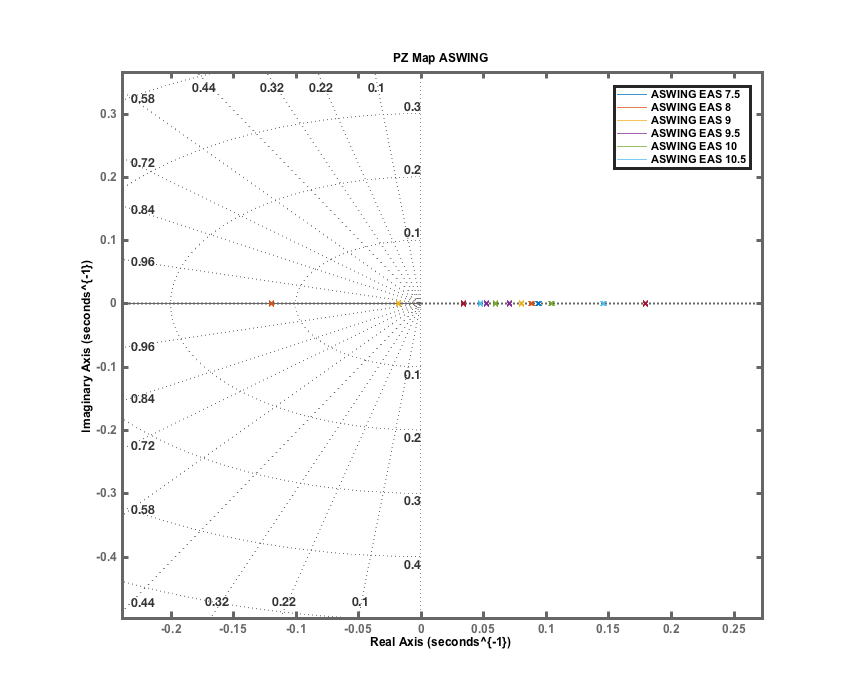 PZ Map ASWING
0.44 0.32 0.22 0.1
0.58
0.72
0.84
0.96
0.96
0.84
0.72
0.58
0.44 0.32 0.22 0.1
0.3
0.2
0.1
0.1
0.2
0.3
0.4
ASWING EAS 7.5
ASWING EAS 8
ASWING EAS 9
ASWING EAS 9.5
ASWING EAS 10
ASWING EAS 10.5
0.3
0.2
0.1
0
-0.1
-0.2
-0.3
-0.4
Imaginary Axis (seconds^{-1})
-0.2 -0.15 -0.1 -0.05 0 0.05 0.1 0.15 0.2 0.25
Real Axis (seconds^{-1})